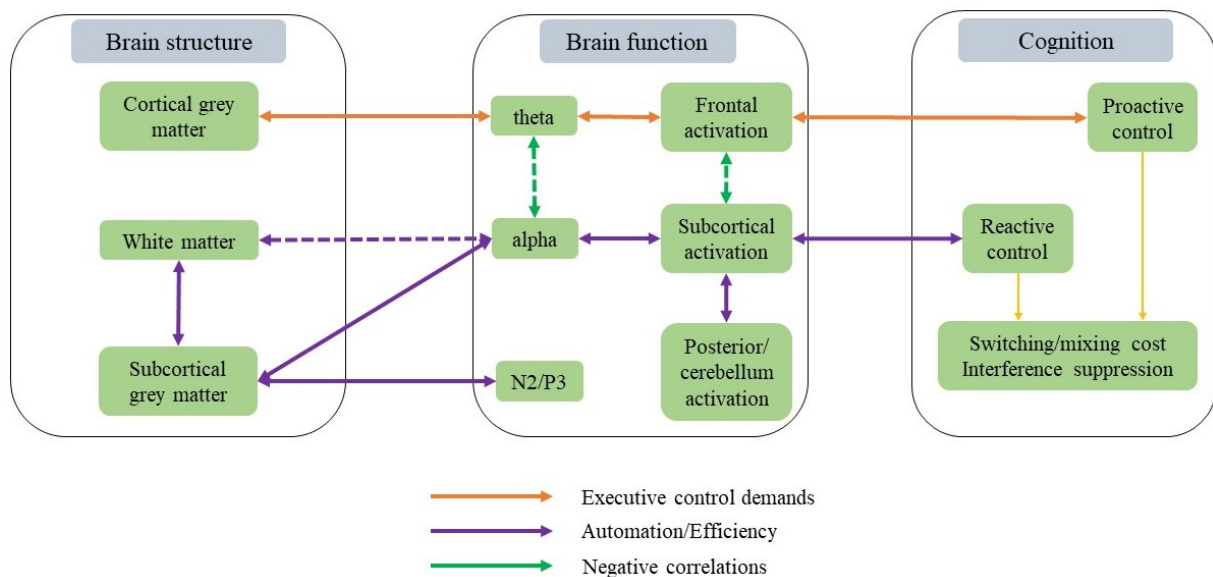 Brain structure
Cortical grey
matter
White matter
Subcortical
grey matter
Brain function
theta
Frontal
activation
alpha
Subcortical
activation
N2/P3
Posterior/
cerebellum
activation
Cognition
Proactive
control
Reactive
control
Switching/mixing cost
Interference suppression
Executive control demands
Automation/Efficiency
Negative correlations